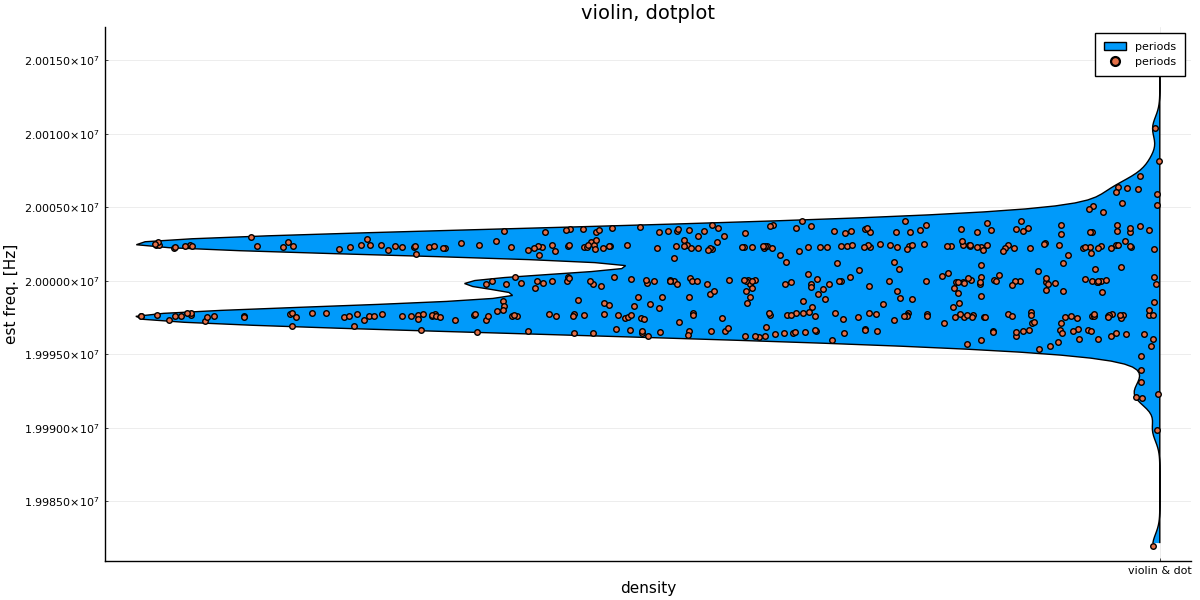 violin, dotplot
periods
periods
2.00150×10⁷
2.00100×10⁷
2.00050×10⁷
2.00000×10⁷
1.99950×10⁷
1.99900×10⁷
1.99850×10⁷
est freq. [Hz]
violin & dot
density